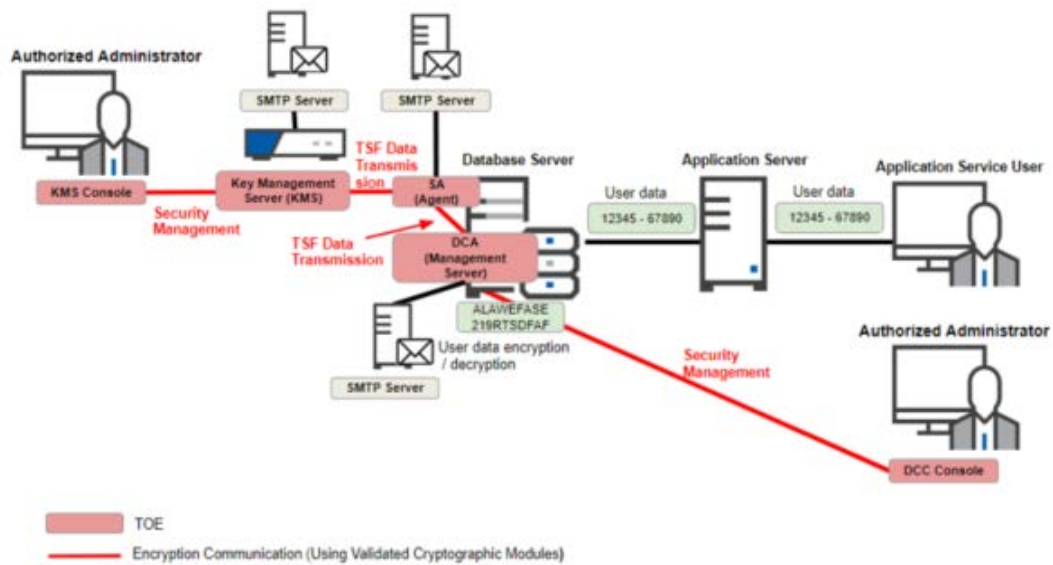 Authorized Administrator
SMTP Server
SMTP Server
KMS Console
Key Management
Server (KMS)
TSF Data
Transmis
sion
SA
(Agent)
Database Server
Application Server
Application Service User
Security
Management
TSF Data
Transmission
DCA
(Management
Server)
User data
12345 - 67890
User data
12345 - 67890
ALAWEFASE
219RTSDFAF
User data encryption
/ decryption
SMTP Server
Security
Management
Authorized Administrator
DCC Console
TOE
Encryption Communication (Using Validated Cryptographic Modules)